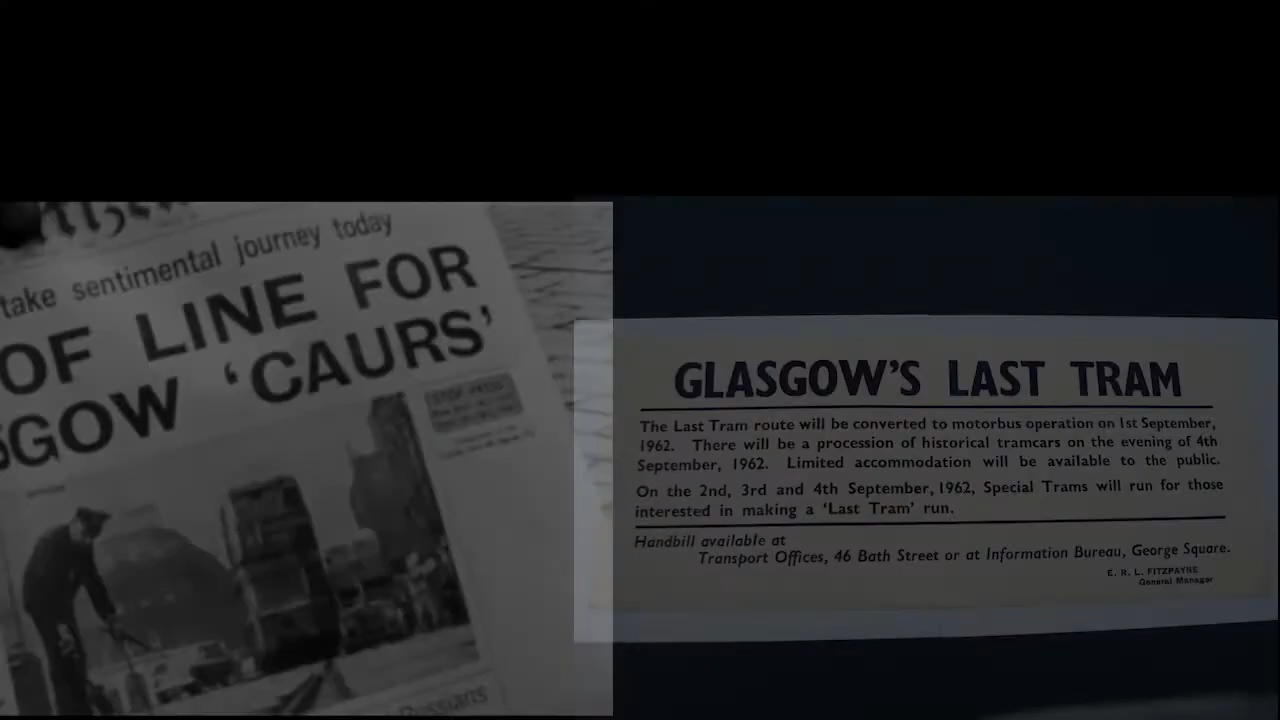 take sentimental journey today
OF LINE FOR
SGOW 'CAURS'
GLASGOW'S LAST TRAM
The Last Tram route will be converted to motorbus operation on 1st September,
1962. There will be a procession of historical tramcars on the evening of 4th
September, 1962. Limited accommodation will be available to the public.
On the 2nd, 3rd and 4th September, 1962, Special Trams will run for those
interested in making a 'Last Tram' run.
Handbill available at
Transport Offices, 46 Bath Street or at Information Bureau, George Square.
E. R. L. FITZPAYNE
General Manager